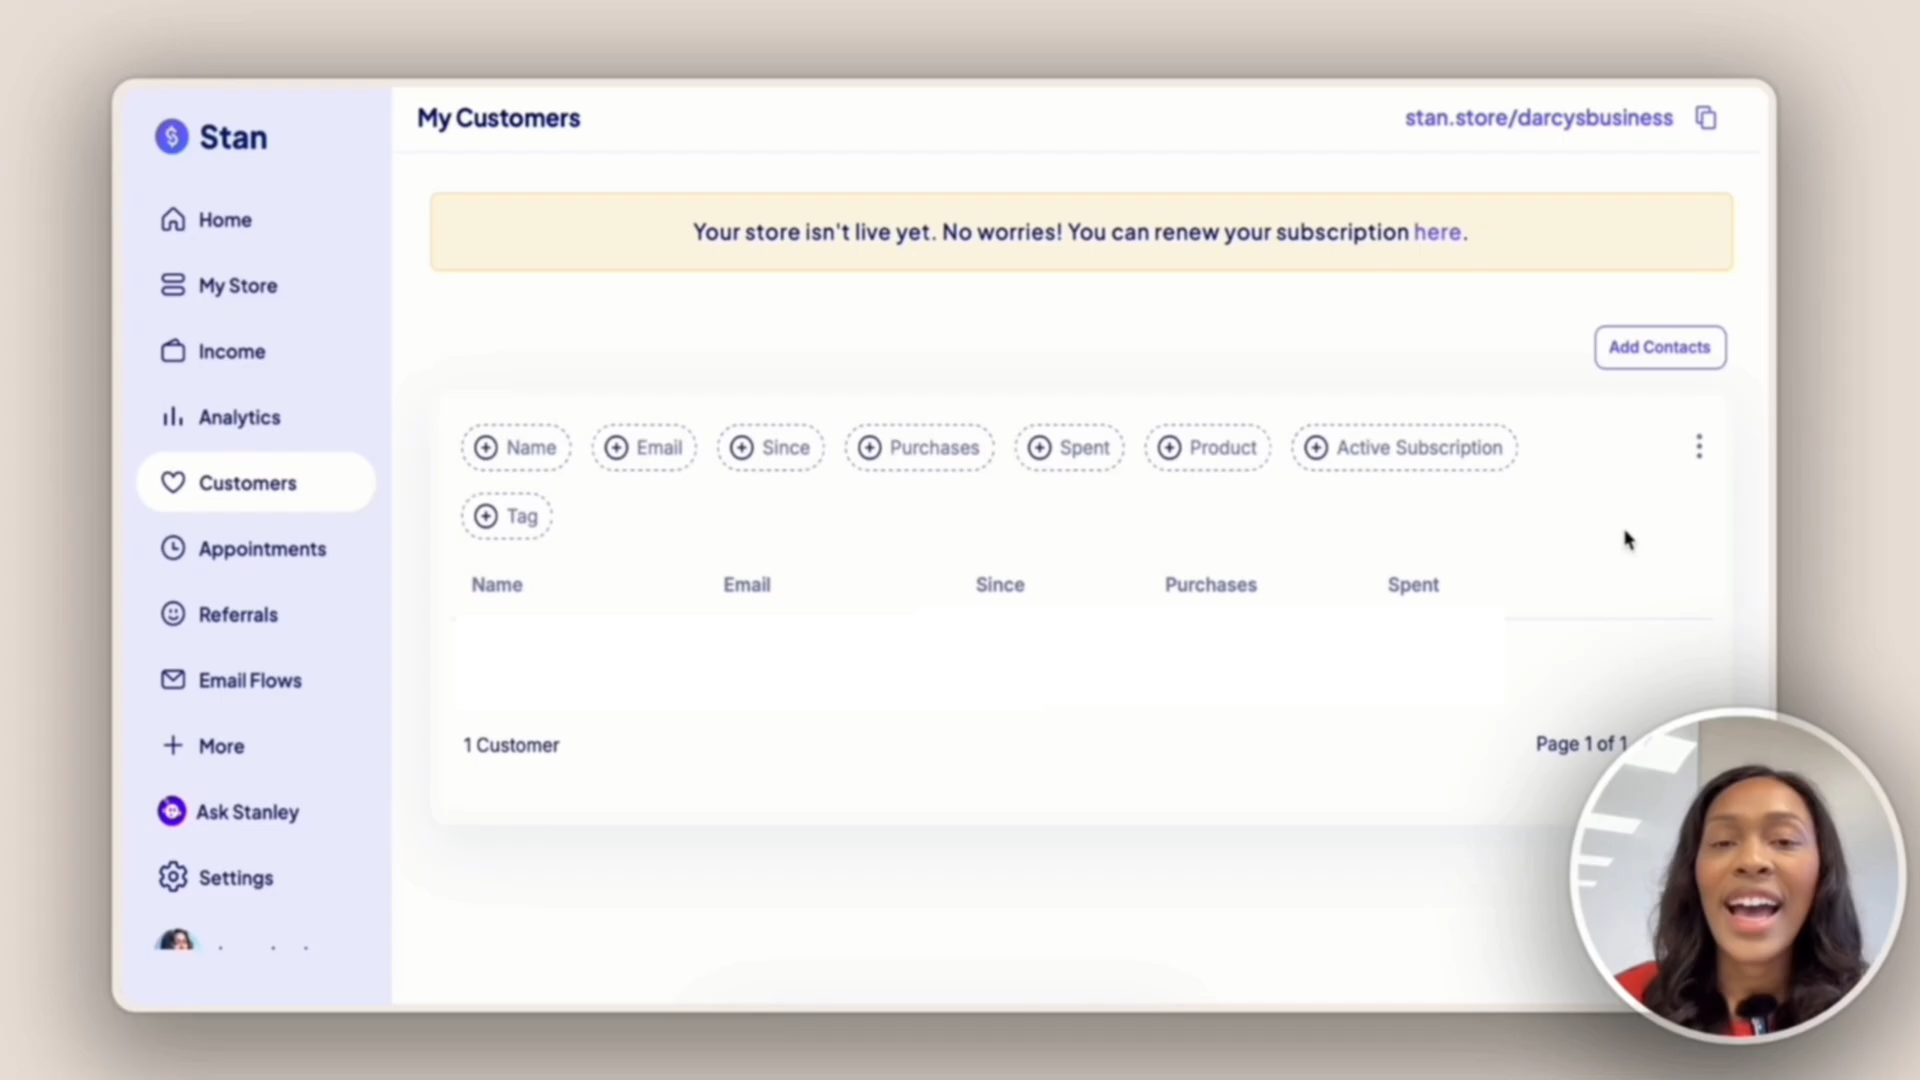 Stan
My Customers
stan.store/darcysbusiness
Home
My Store
Income
Analytics
Customers
Appointments
Referrals
Email Flows
More
Ask Stanley
Settings
Your store isn't live yet. No worries! You can renew your subscription here.
Add Contacts
Name Email Since Purchases Spent Product Active Subscription
Tag
Name Email Since Purchases Spent
1 Customer
Page 1 of 1